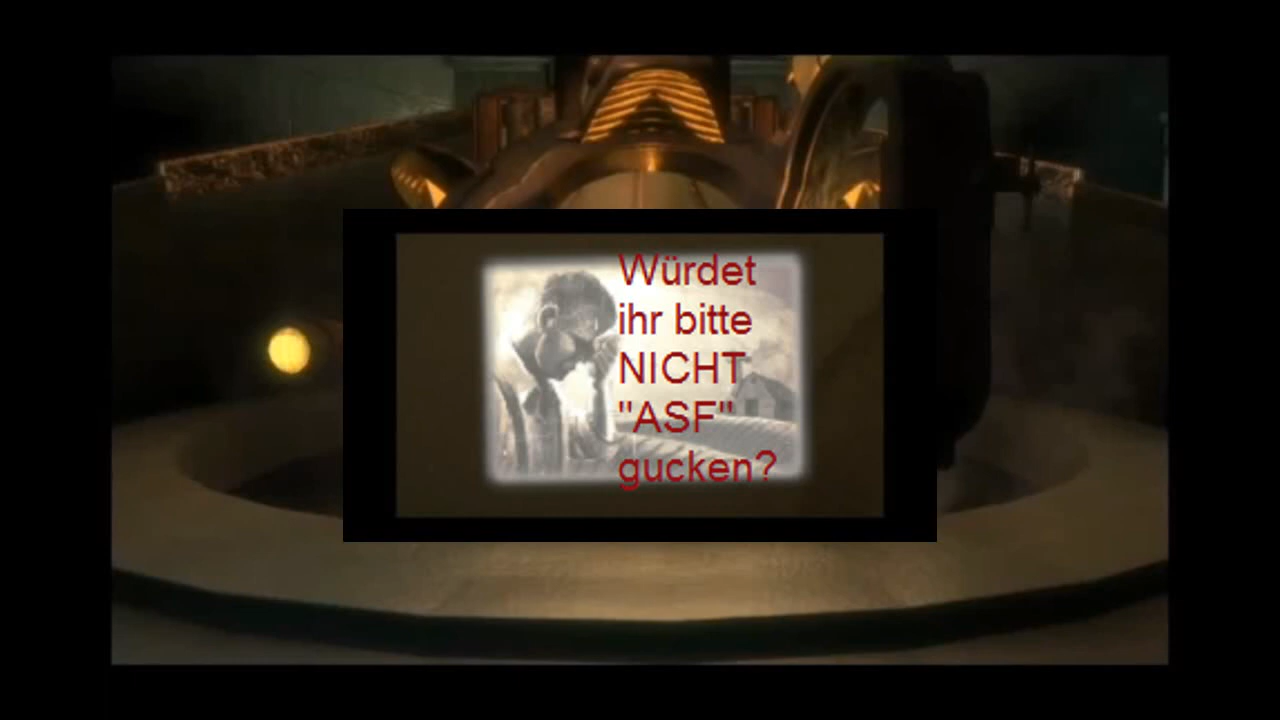 Würdet
ihr bitte
NICHT
"ASF"
gucken?